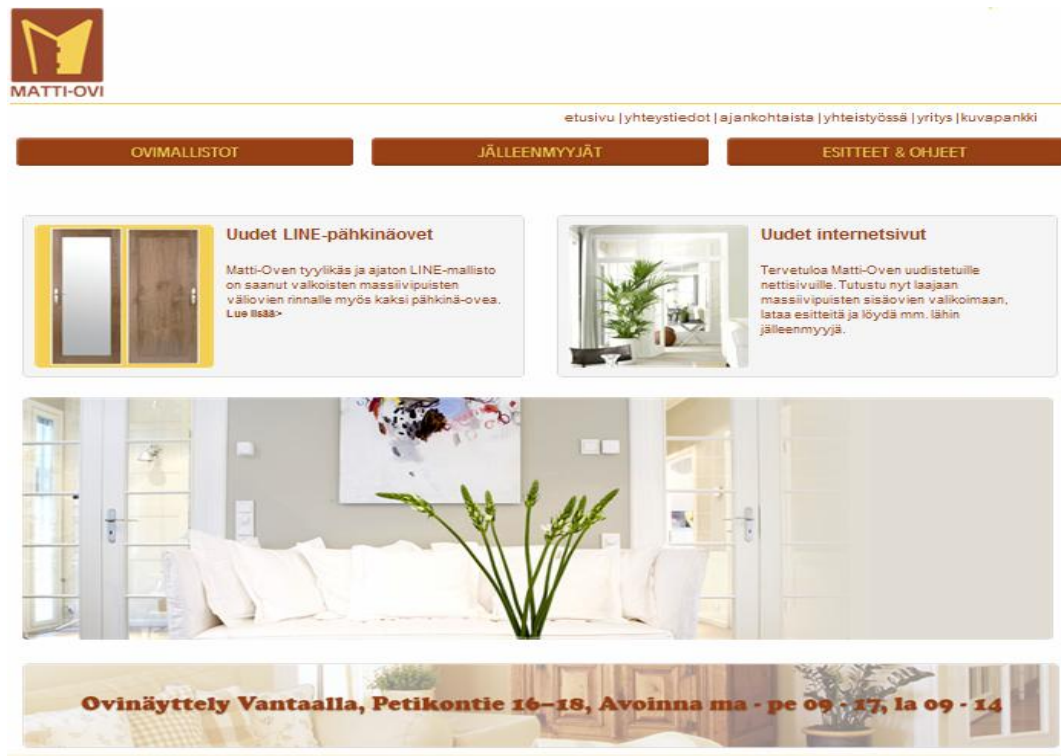 MATTI-OVI
etusivu | yhteystiedot | ajankohtaista | yhteistyössä | yritys | kuvapankki
OVIMALLISTOT
JÄLLEENMYYJÄT
ESITTEET & OHJEET
Uudet LINE-pähkinäovet
Matti-Oven tyylikäs ja ajaton LINE-mallisto
on saanut valkoisten massiivipuisten
väliovien rinnalle myös kaksi pähkinä-ovea.
Lue lisää>
Uudet internetsivut
Tervetuloa Matti-Oven uudistetuille
nettisivuille. Tutustu nyt laajaan
massiivipuisten sisäovien valikoimaan,
lataa esitteitä ja löydä mm. lähin
jälleenmyyjä.
Ovinäyttely Vantaalla, Petikontie 16–18, Avoinna ma - pe 09 - 17, la 09 - 14